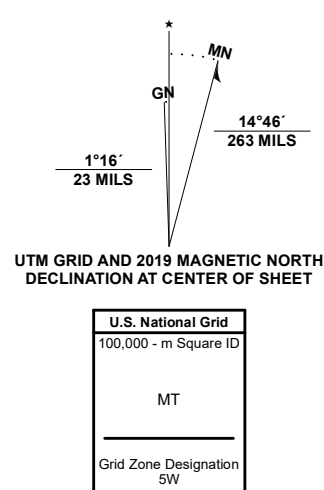 ★
MN
GN
14°46´
263 MILS
1°16´
23 MILS
UTM GRID AND 2019 MAGNETIC NORTH
DECLINATION AT CENTER OF SHEET
U.S. National Grid
100,000 - m Square ID
MT
Grid Zone Designation
5W